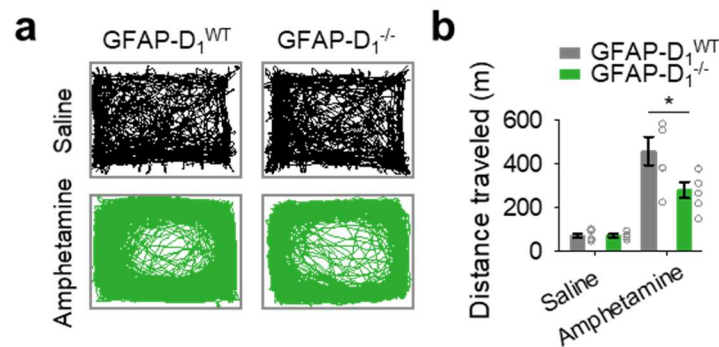 a
GFAP-D₁ᵂᵀ GFAP-D₁⁻/⁻
Saline
Amphetamine
b
GFAP-D₁ᵂᵀ
GFAP-D₁⁻/⁻
Distance traveled (m)
*
600
400
200
0
Saline
Amphetamine